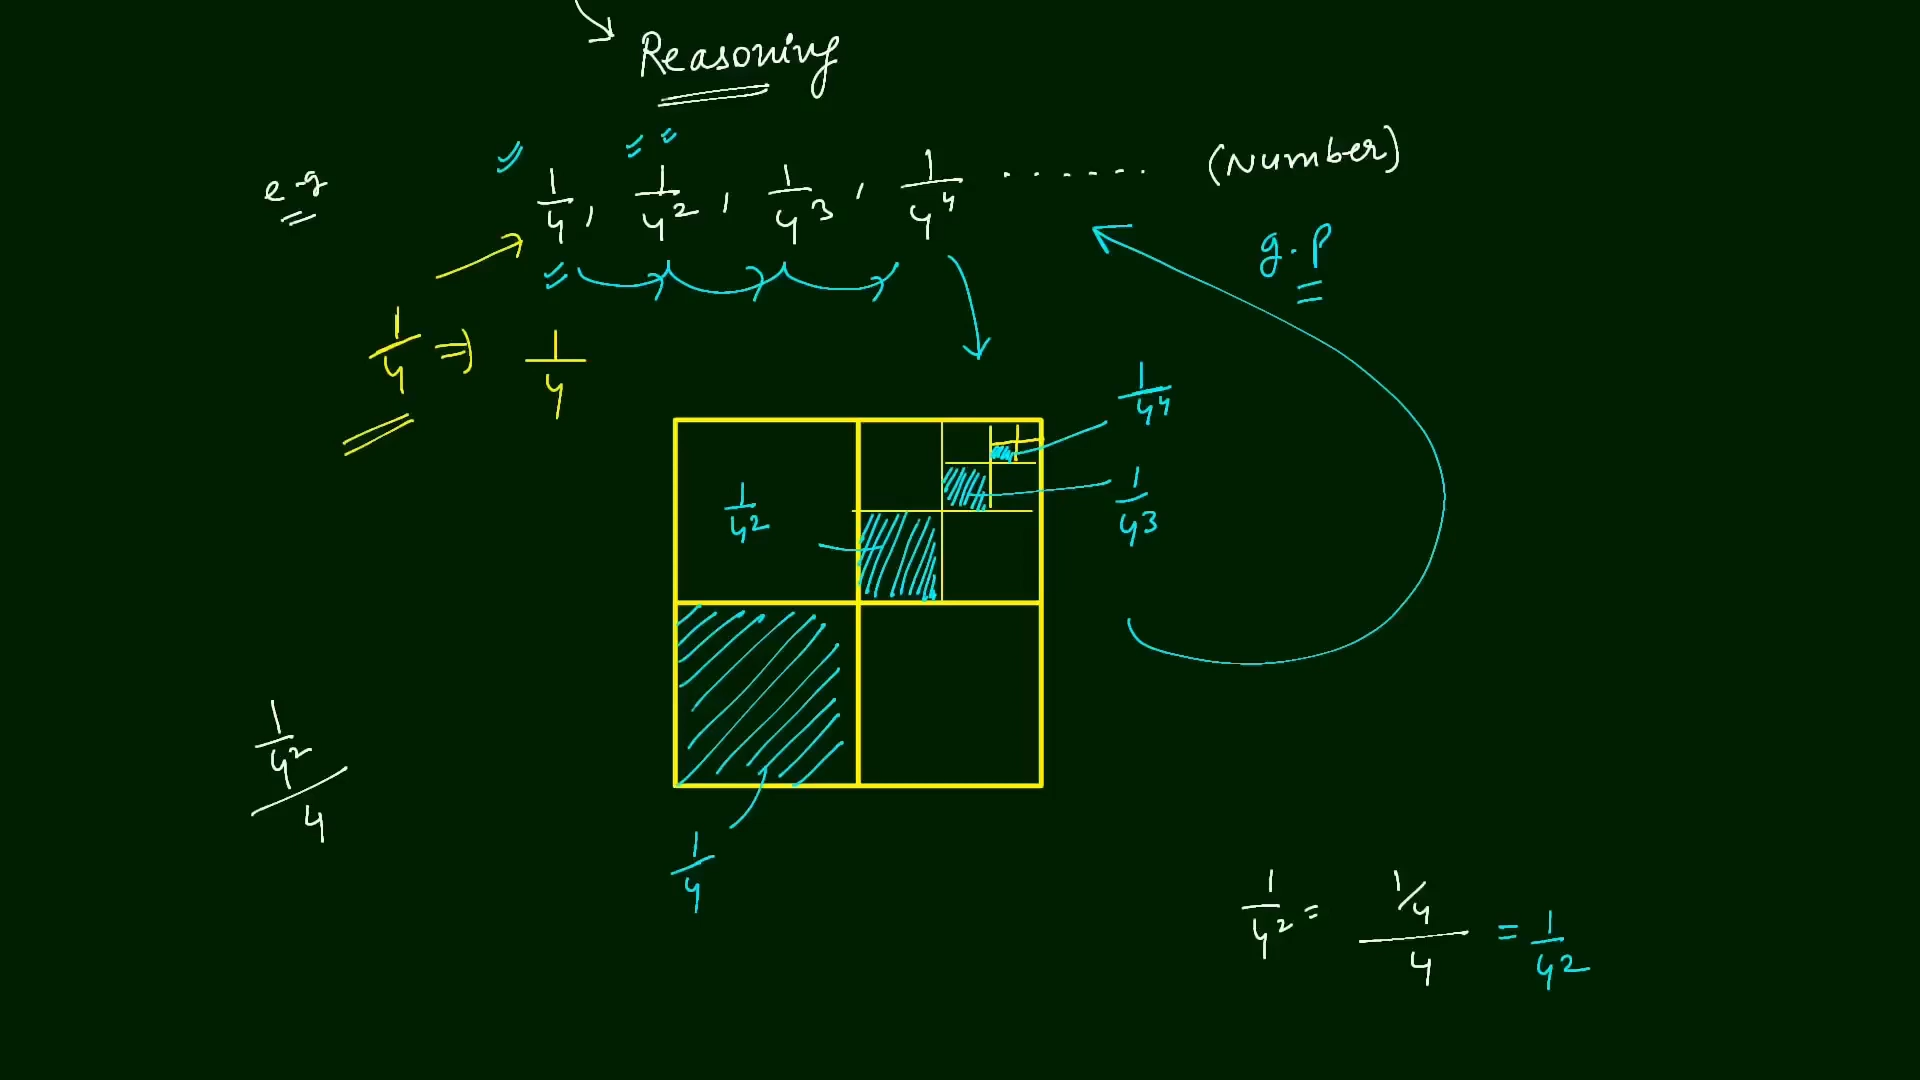 Reasoning
e.g 1/4, 1/4², 1/4³, 1/4⁴ ...... (Number)
g.p
1/4 ⇒ 1/4
1/4⁴
1/4²
1/4³
1/4²/4
1/4
1/4² = 1/4/4 = 1/4²